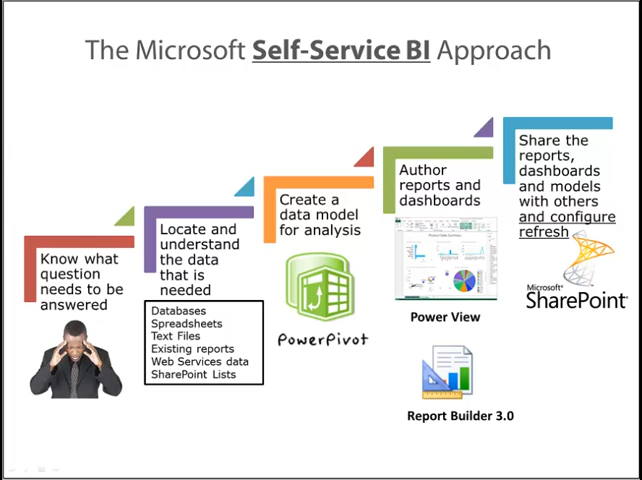 The Microsoft Self-Service BI Approach
Know what
question
needs to be
answered
Locate and
understand
the data
that is
needed
Databases
Spreadsheets
Text Files
Existing reports
Web Services data
SharePoint Lists
Create a
data model
for analysis
PowerPivot
Author
reports and
dashboards
Power View
Report Builder 3.0
Share the
reports,
dashboards
and models
with others
and configure
refresh
Microsoft®
SharePoint